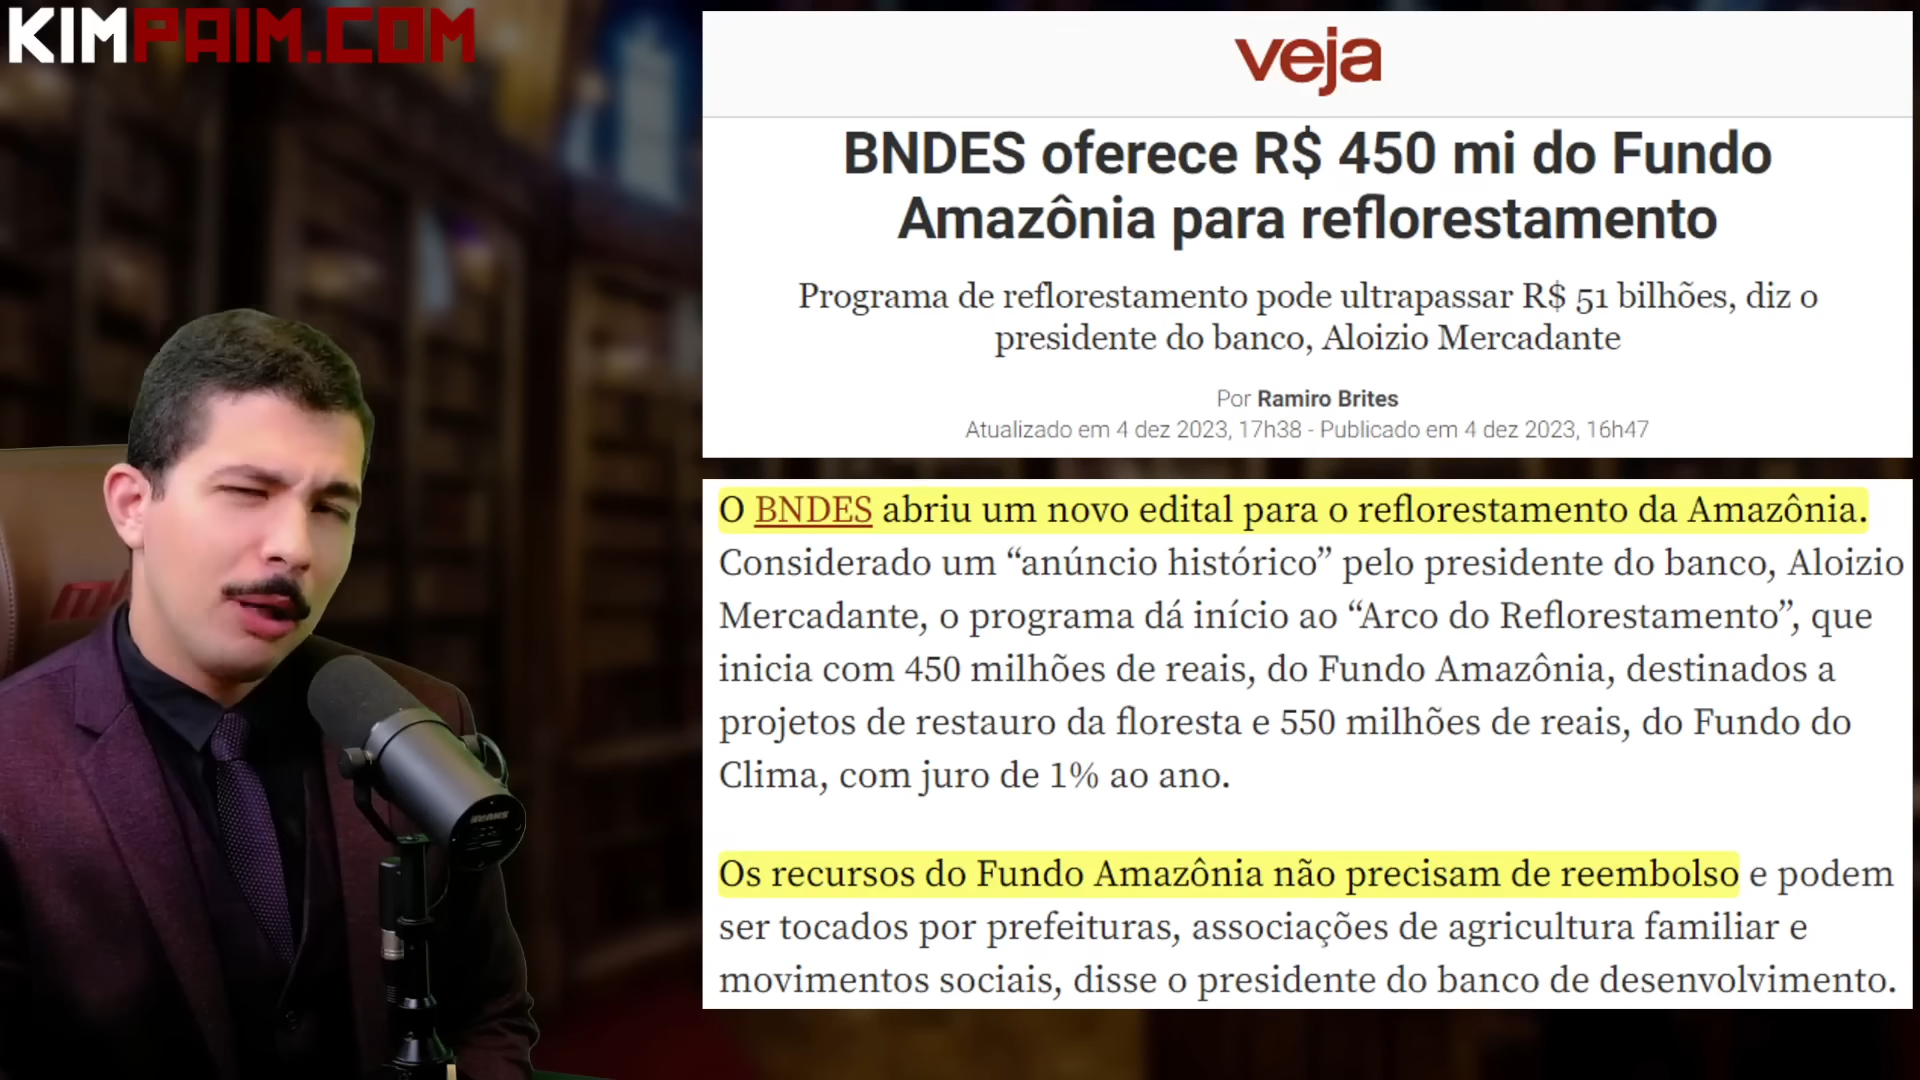 KIMPAIM.COM
veja
BNDES oferece R$ 450 mi do Fundo
Amazônia para reflorestamento
Programa de reflorestamento pode ultrapassar R$ 51 bilhões, diz o
presidente do banco, Aloizio Mercadante
Por Ramiro Brites
Atualizado em 4 dez 2023, 17h38 - Publicado em 4 dez 2023, 16h47
O BNDES abriu um novo edital para o reflorestamento da Amazônia.
Considerado um “anúncio histórico” pelo presidente do banco, Aloizio
Mercadante, o programa dá início ao “Arco do Reflorestamento”, que
inicia com 450 milhões de reais, do Fundo Amazônia, destinados a
projetos de restauro da floresta e 550 milhões de reais, do Fundo do
Clima, com juro de 1% ao ano.
Os recursos do Fundo Amazônia não precisam de reembolso e podem
ser tocados por prefeituras, associações de agricultura familiar e
movimentos sociais, disse o presidente do banco de desenvolvimento.